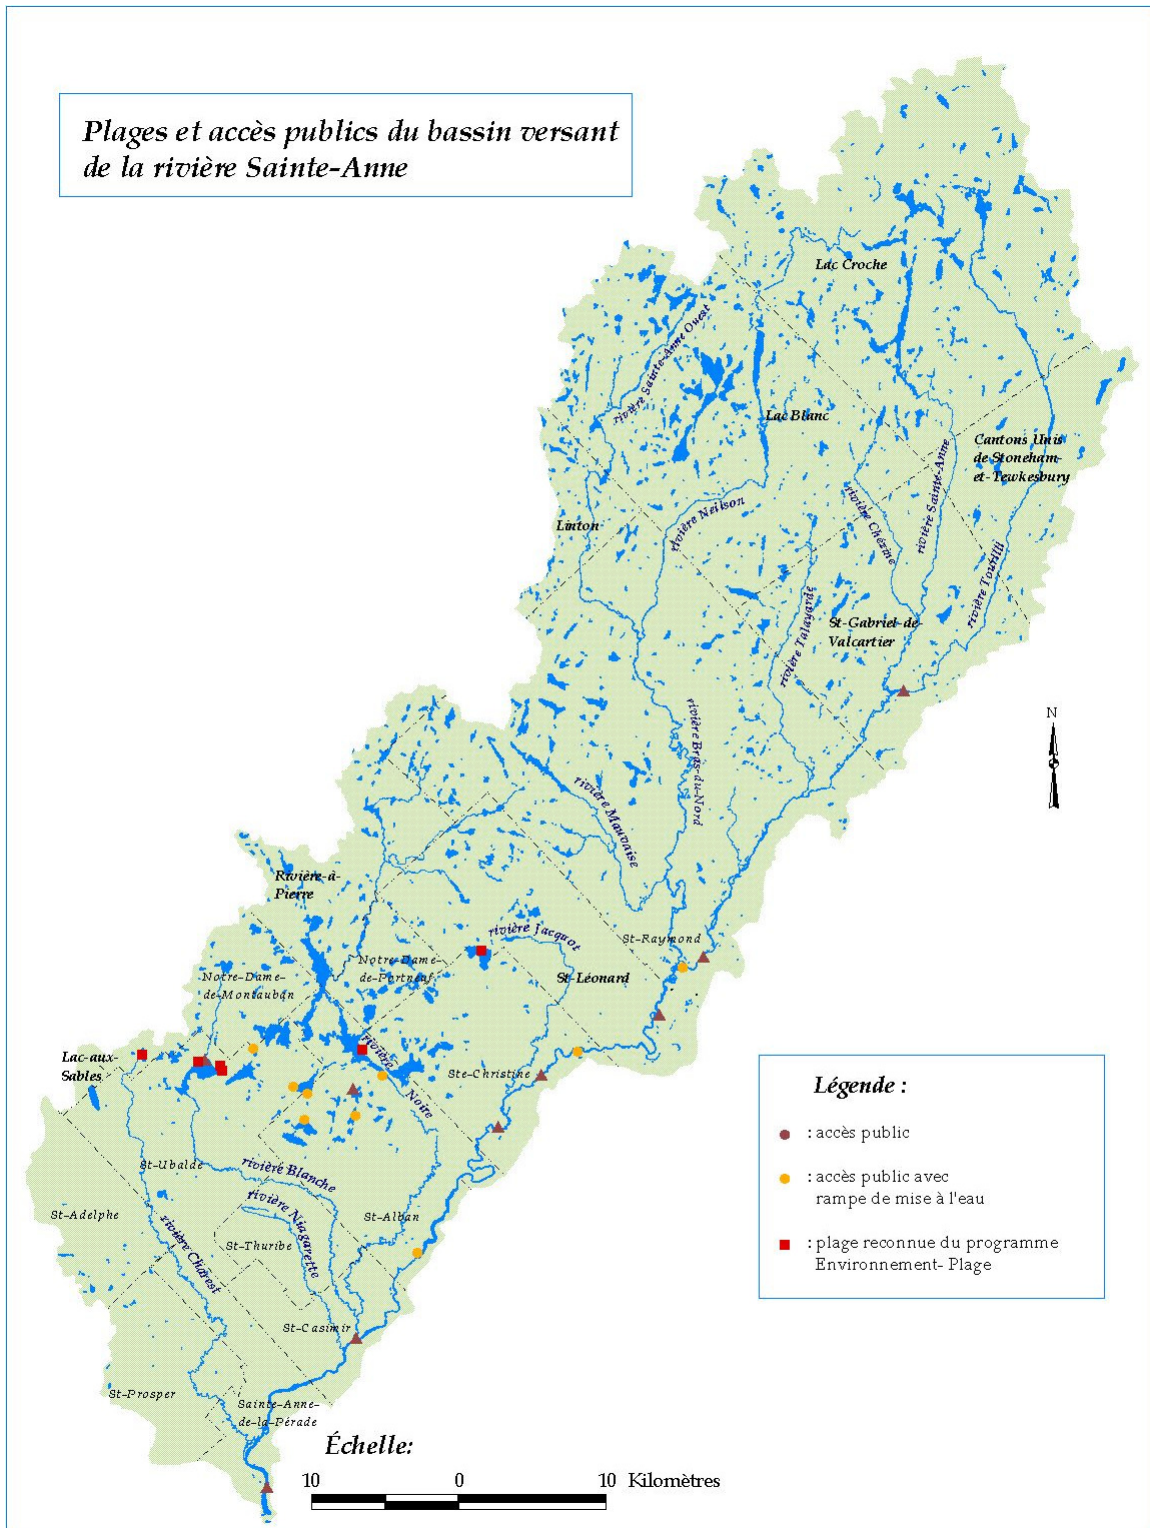 Plages et accès publics du bassin versant
de la rivière Sainte-Anne
Lac Croche
rivière Sainte-Anne Ouest
Lac Blanc
Cantons Unis
de Stoneham-
et-Tewkesbury
rivière Sainte-Anne
rivière Chézine
rivière Neilson
Linton
rivière Tourilli
rivière Talayarde
St-Gabriel-de-
Valcartier
rivière Bras-du-Nord
N
rivière Mauvaise
Rivière-à-
Pierre
rivière Jacquot
St-Raymond
Notre-Dame-
de-Portneuf
Notre-Dame-
de-Montauban
St-Léonard
Lac-aux-
Sables
rivière
Noire
Ste-Christine
St-Ubalde
rivière Blanche
rivière Niagarette
St-Adelphe
rivière Charest
St-Alban
St-Thuribe
St-Casimir
St-Prosper
Sainte-Anne-
de-la-Pérade
Légende :
: accès public
: accès public avec
rampe de mise à l'eau
: plage reconnue du programme
Environnement- Plage
Échelle:
10 0 10 Kilomètres